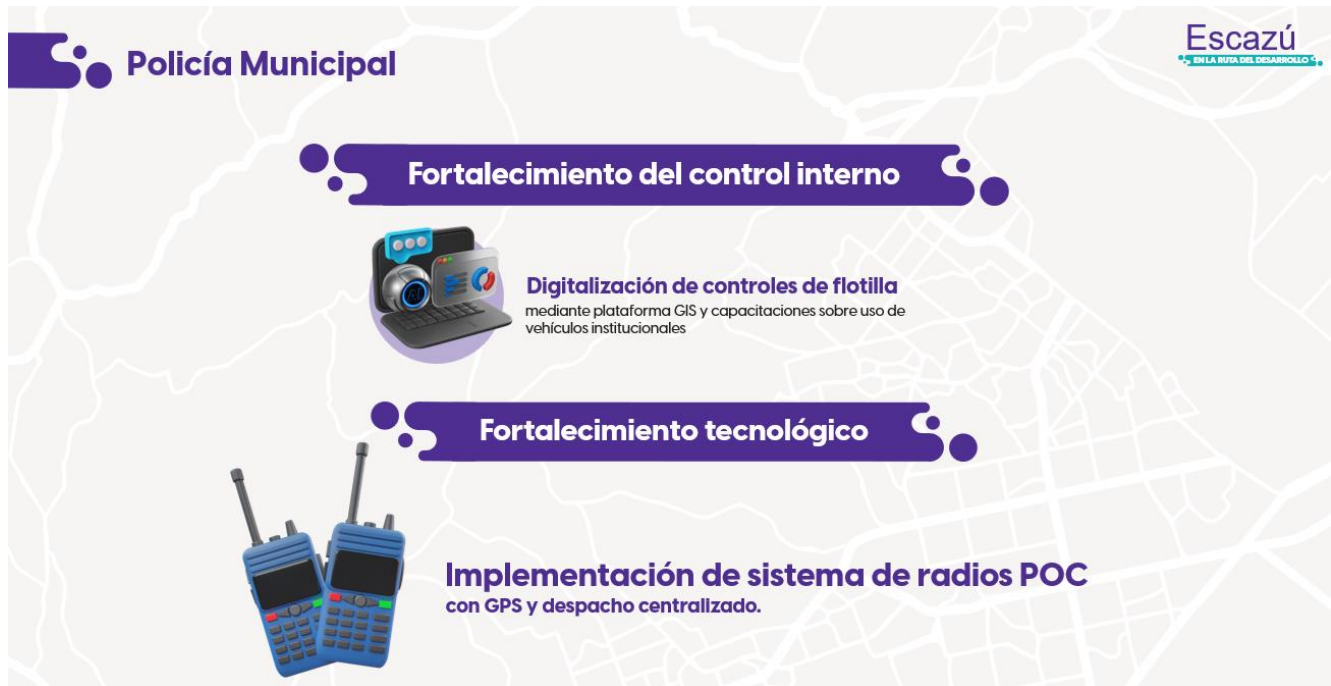 Policía Municipal
Escazú
EN LA RUTA DEL DESARROLLO
Fortalecimiento del control interno
Digitalización de controles de flotilla
mediante plataforma GIS y capacitaciones sobre uso de
vehículos institucionales
Fortalecimiento tecnológico
Implementación de sistema de radios POC
con GPS y despacho centralizado.